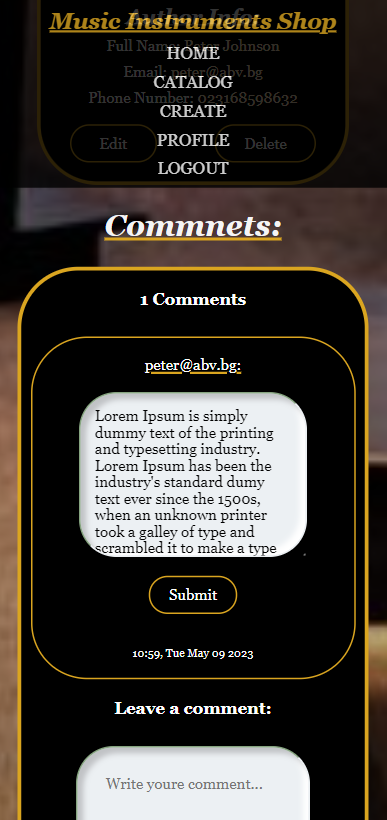 Music Instruments Shop
Author Info:
Full Name: Peter Johnson
HOME
Email: peter@abv.bg
CATALOG
Phone Number: 023168598632
CREATE
Edit
PROFILE
Delete
LOGOUT
Commnets:
1 Comments
peter@abv.bg:
Lorem Ipsum is simply
dummy text of the printing
and typesetting industry.
Lorem Ipsum has been the
industry's standard dumy
text ever since the 1500s,
when an unknown printer
took a galley of type and
scrambled it to make a type
Submit
10:59, Tue May 09 2023
Leave a comment:
Write youre comment...